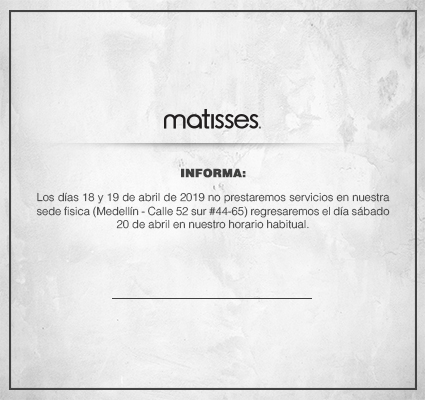 matisses.
INFORMA:
Los días 18 y 19 de abril de 2019 no prestaremos servicios en nuestra
sede fisica (Medellín - Calle 52 sur #44-65) regresaremos el día sábado
20 de abril en nuestro horario habitual.